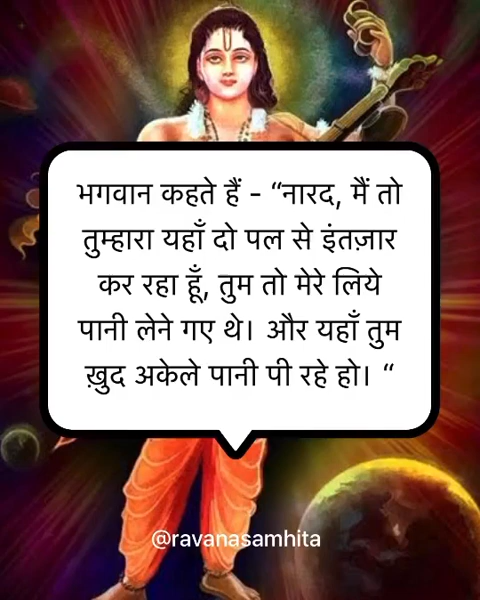 भगवान कहते हैं - “नारद, मैं तो
तुम्हारा यहाँ दो पल से इंतज़ार
कर रहा हूँ, तुम तो मेरे लिये
पानी लेने गए थे। और यहाँ तुम
ख़ुद अकेले पानी पी रहे हो। “
@ravanasamhita